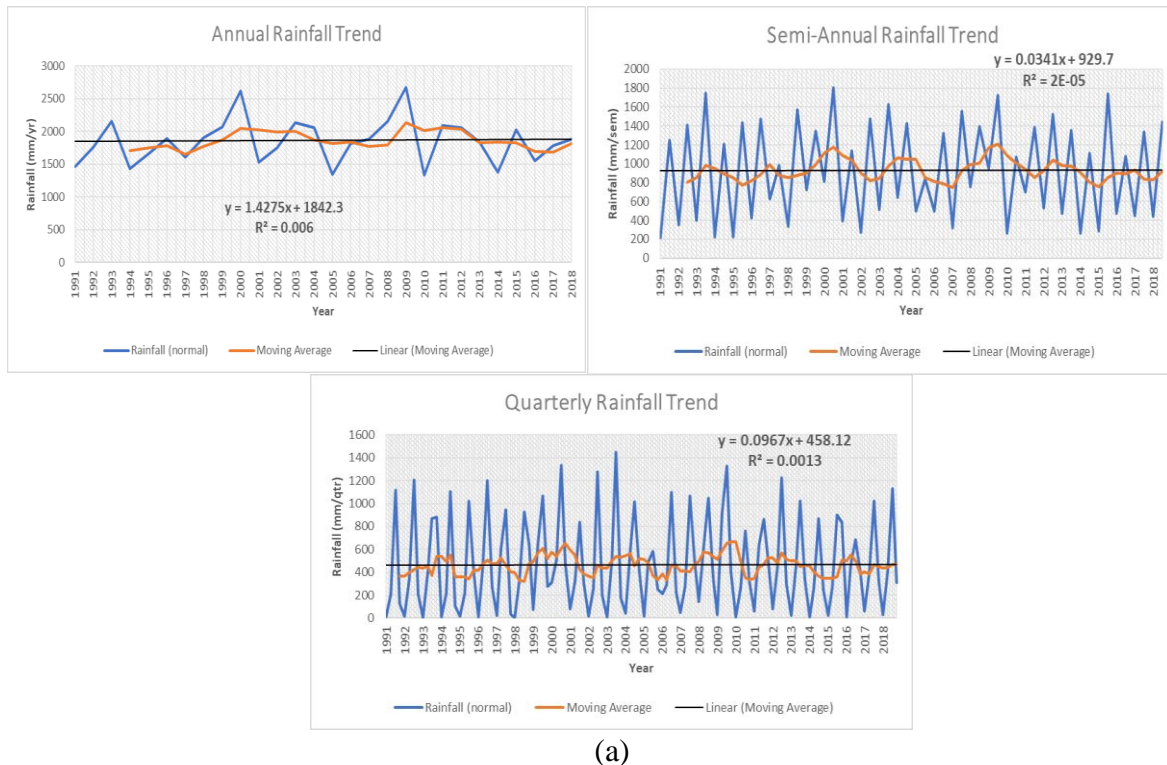 Annual Rainfall Trend
3000
2500
2000
1500
1000
500
0
Rainfall (mm/yr)
y = 1.4275x + 1842.3
R² = 0.006
1991 1992 1993 1994 1995 1996 1997 1998 1999 2000 2001 2002 2003 2004 2005 2006 2007 2008 2009 2010 2011 2012 2013 2014 2015 2016 2017 2018
Year
Rainfall (normal) Moving Average Linear (Moving Average)
Semi-Annual Rainfall Trend
y = 0.0341x + 929.7
R² = 2E-05
2000
1800
1600
1400
1200
1000
800
600
400
200
0
Rainfall (mm/sem)
1991 1992 1993 1994 1995 1996 1997 1998 1999 2000 2001 2002 2003 2004 2005 2006 2007 2008 2009 2010 2011 2012 2013 2014 2015 2016 2017 2018
Year
Rainfall (normal) Moving Average Linear (Moving Average)
Quarterly Rainfall Trend
y = 0.0967x + 458.12
R² = 0.0013
1600
1400
1200
1000
800
600
400
200
0
Rainfall (mm/qtr)
1991 1992 1993 1994 1995 1996 1997 1998 1999 2000 2001 2002 2003 2004 2005 2006 2007 2008 2009 2010 2011 2012 2013 2014 2015 2016 2017 2018
Year
Rainfall (normal) Moving Average Linear (Moving Average)
(a)